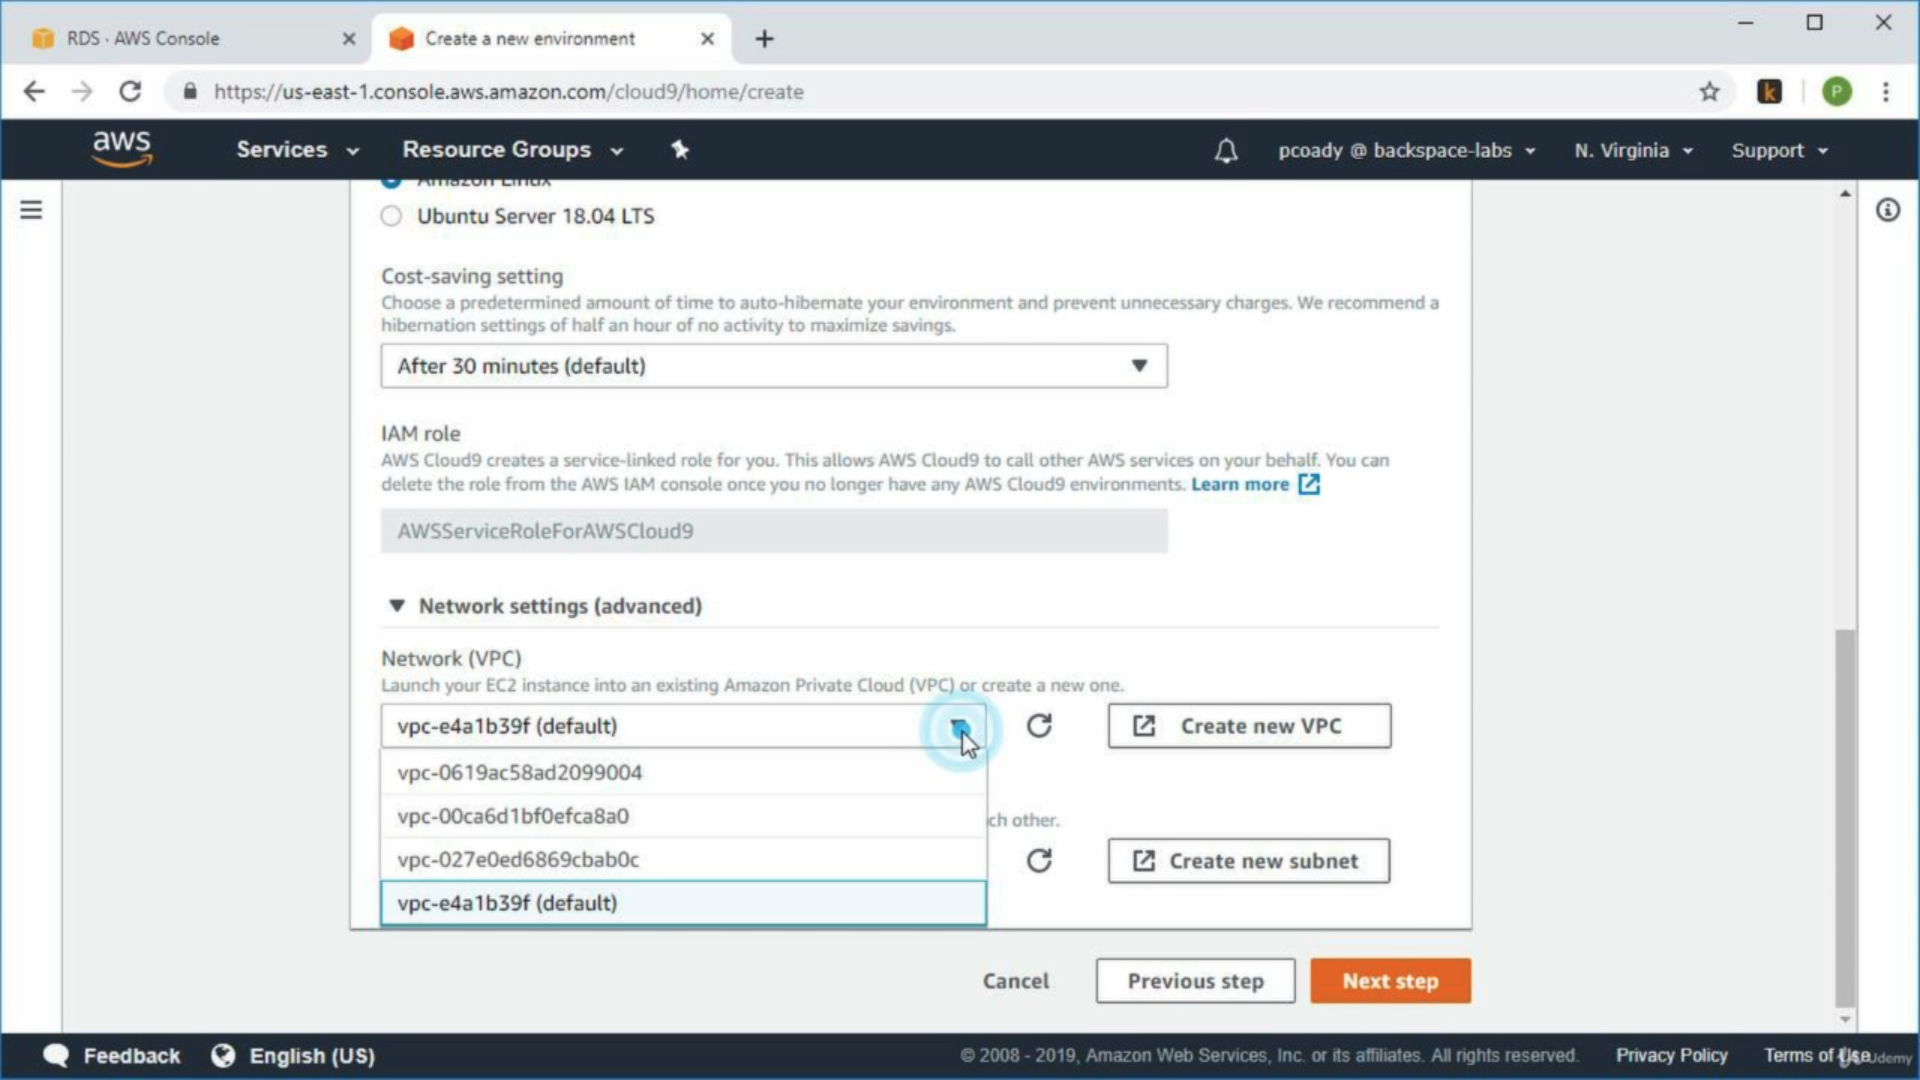 RDS · AWS Console
Create a new environment
https://us-east-1.console.aws.amazon.com/cloud9/home/create
k
P
aws
Services
Resource Groups
pcoady @ backspace-labs
N. Virginia
Support
Amazon Linux
Ubuntu Server 18.04 LTS
Cost-saving setting
Choose a predetermined amount of time to auto-hibernate your environment and prevent unnecessary charges. We recommend a
hibernation settings of half an hour of no activity to maximize savings.
After 30 minutes (default)
IAM role
AWS Cloud9 creates a service-linked role for you. This allows AWS Cloud9 to call other AWS services on your behalf. You can
delete the role from the AWS IAM console once you no longer have any AWS Cloud9 environments. Learn more
AWSServiceRoleForAWSCloud9
Network settings (advanced)
Network (VPC)
Launch your EC2 instance into an existing Amazon Private Cloud (VPC) or create a new one.
vpc-e4a1b39f (default)
Create new VPC
vpc-0619ac58ad2099004
vpc-00ca6d1bf0efca8a0
ch other.
vpc-027e0ed6869cbab0c
Create new subnet
vpc-e4a1b39f (default)
Cancel
Previous step
Next step
Feedback
English (US)
© 2008 - 2019, Amazon Web Services, Inc. or its affiliates. All rights reserved.
Privacy Policy
Terms of Use
Udemy